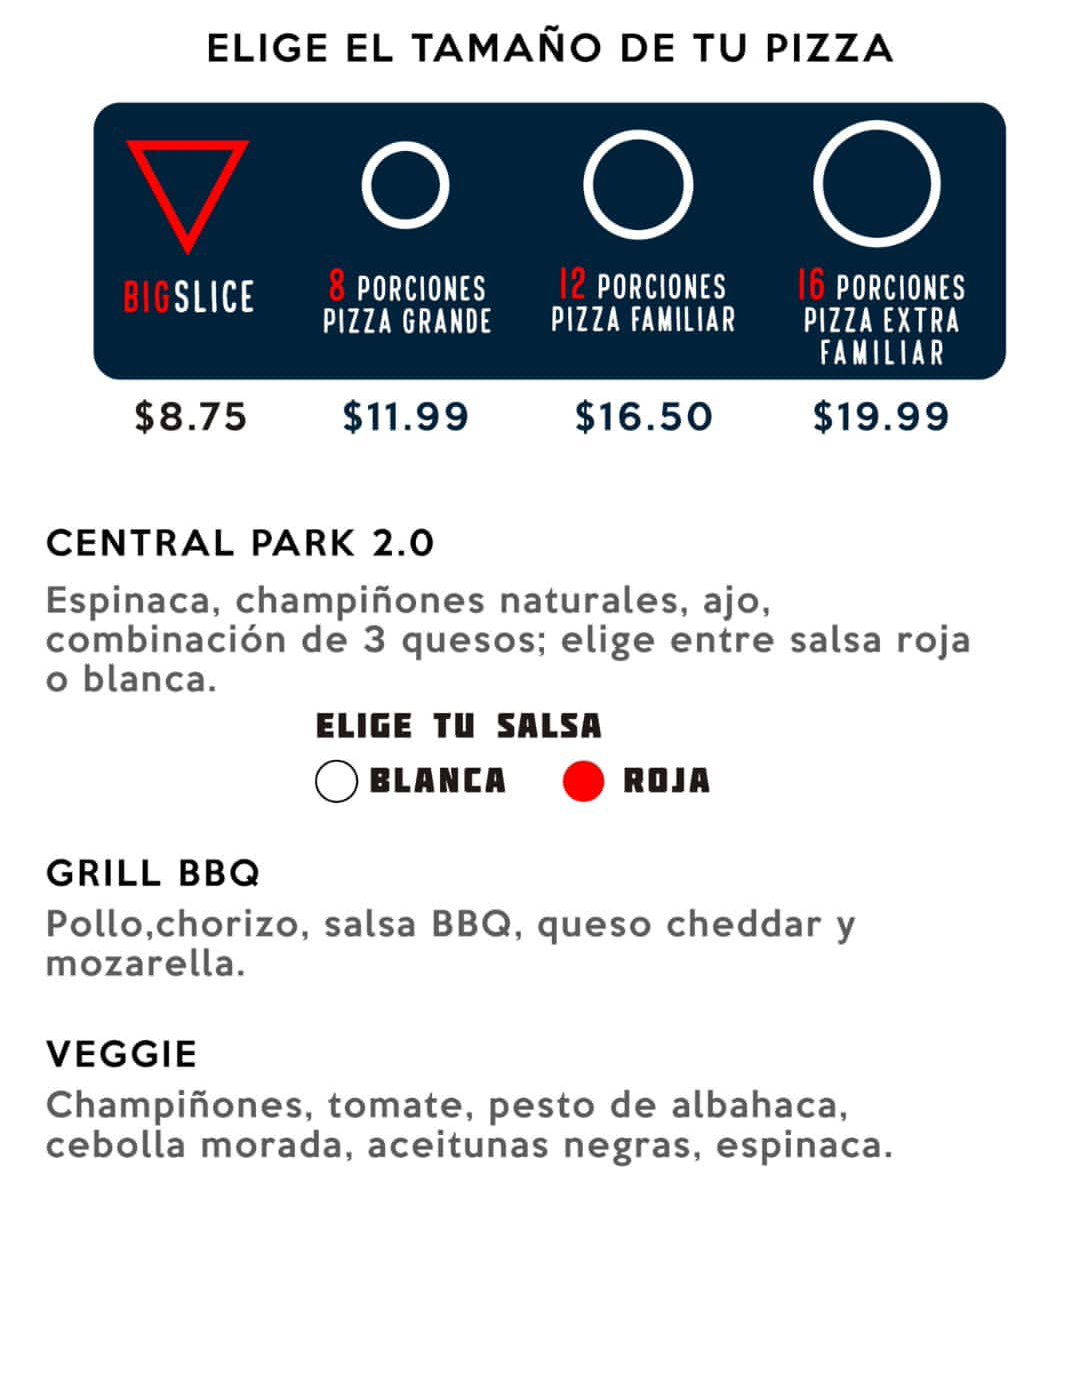 ELIGE EL TAMAÑO DE TU PIZZA
BIGSLICE
8 PORCIONES
PIZZA GRANDE
12 PORCIONES
PIZZA FAMILIAR
16 PORCIONES
PIZZA EXTRA
FAMILIAR
$8.75 $11.99 $16.50 $19.99
CENTRAL PARK 2.0
Espinaca, champiñones naturales, ajo,
combinación de 3 quesos; elige entre salsa roja
o blanca.
ELIGE TU SALSA
BLANCA ROJA
GRILL BBQ
Pollo,chorizo, salsa BBQ, queso cheddar y
mozarella.
VEGGIE
Champiñones, tomate, pesto de albahaca,
cebolla morada, aceitunas negras, espinaca.